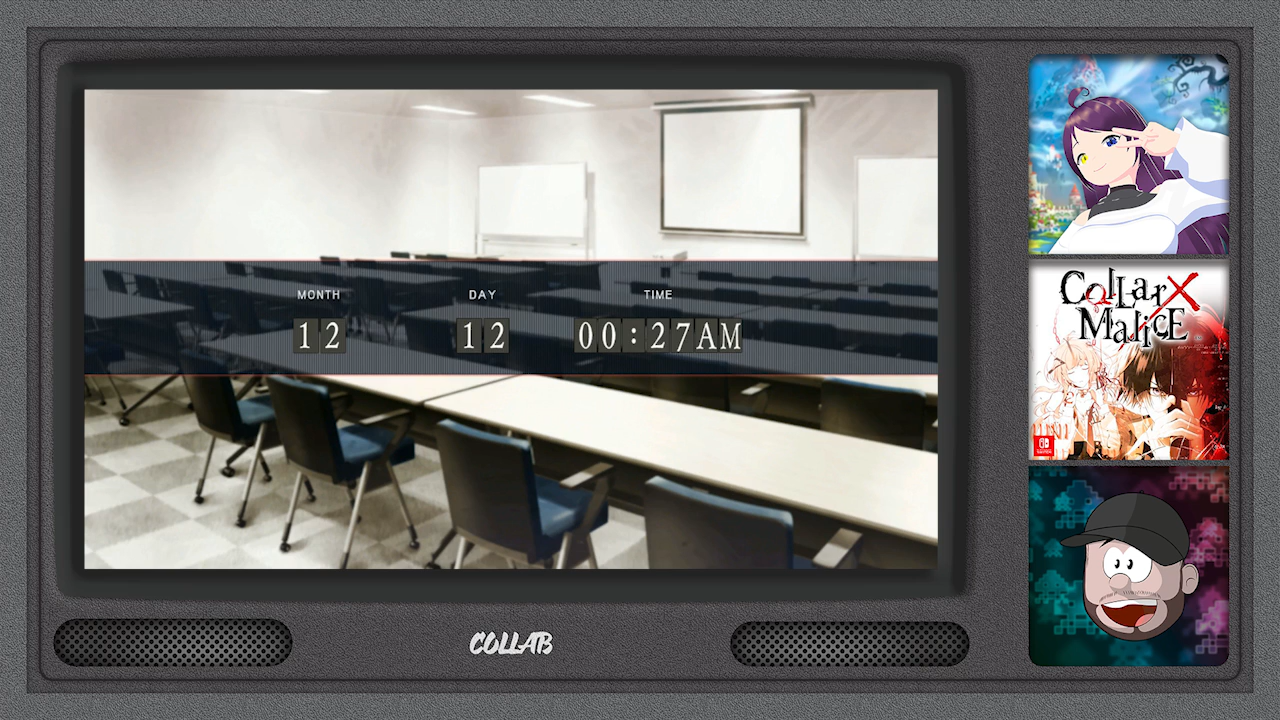 MONTH DAY TIME
12 12 00:27AM
Collar X
Malice
COLLAB